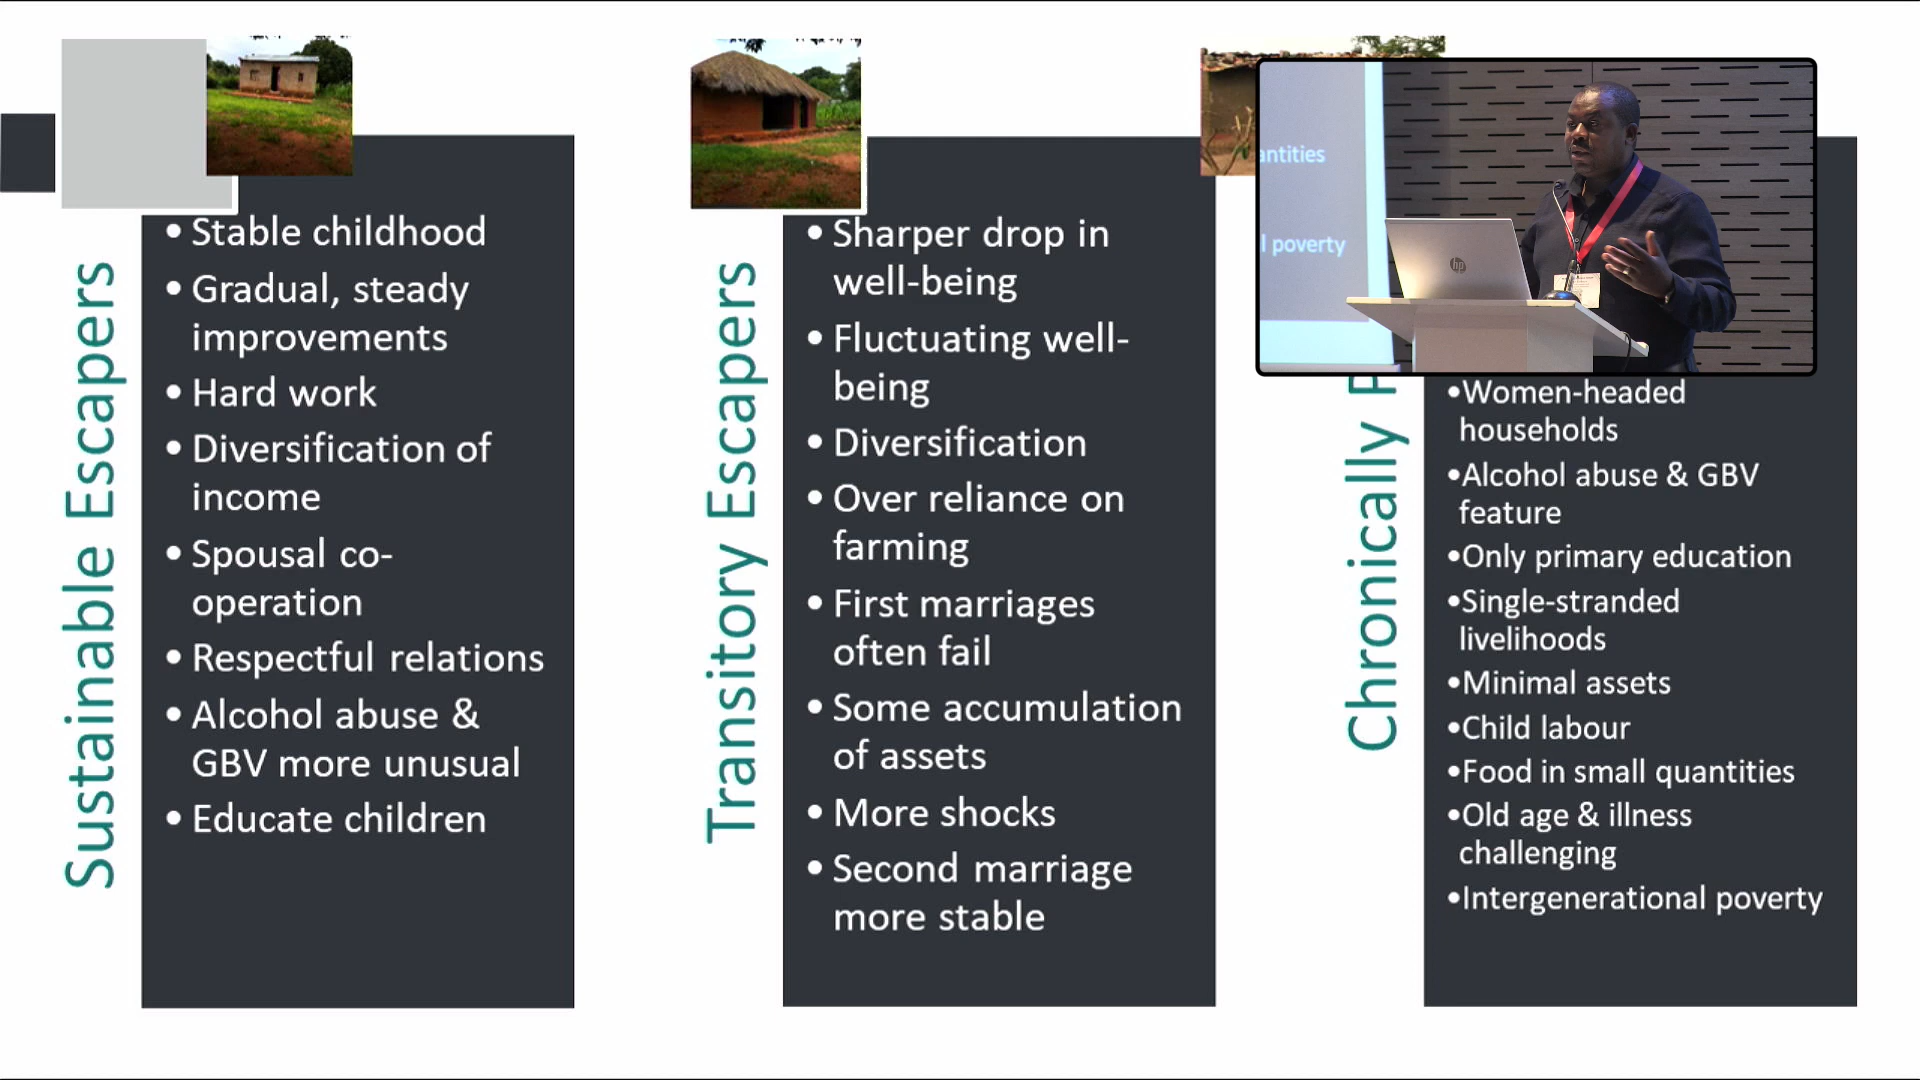 Sustainable Escapers
• Stable childhood
• Gradual, steady
improvements
• Hard work
• Diversification of
income
• Spousal co-
operation
• Respectful relations
• Alcohol abuse &
GBV more unusual
• Educate children
Transitory Escapers
• Sharper drop in
well-being
• Fluctuating well-
being
• Diversification
• Over reliance on
farming
• First marriages
often fail
• Some accumulation
of assets
• More shocks
• Second marriage
more stable
Chronically P
•Women-headed
households
•Alcohol abuse & GBV
feature
•Only primary education
•Single-stranded
livelihoods
•Minimal assets
•Child labour
•Food in small quantities
•Old age & illness
challenging
•Intergenerational poverty
antities
l poverty
hp